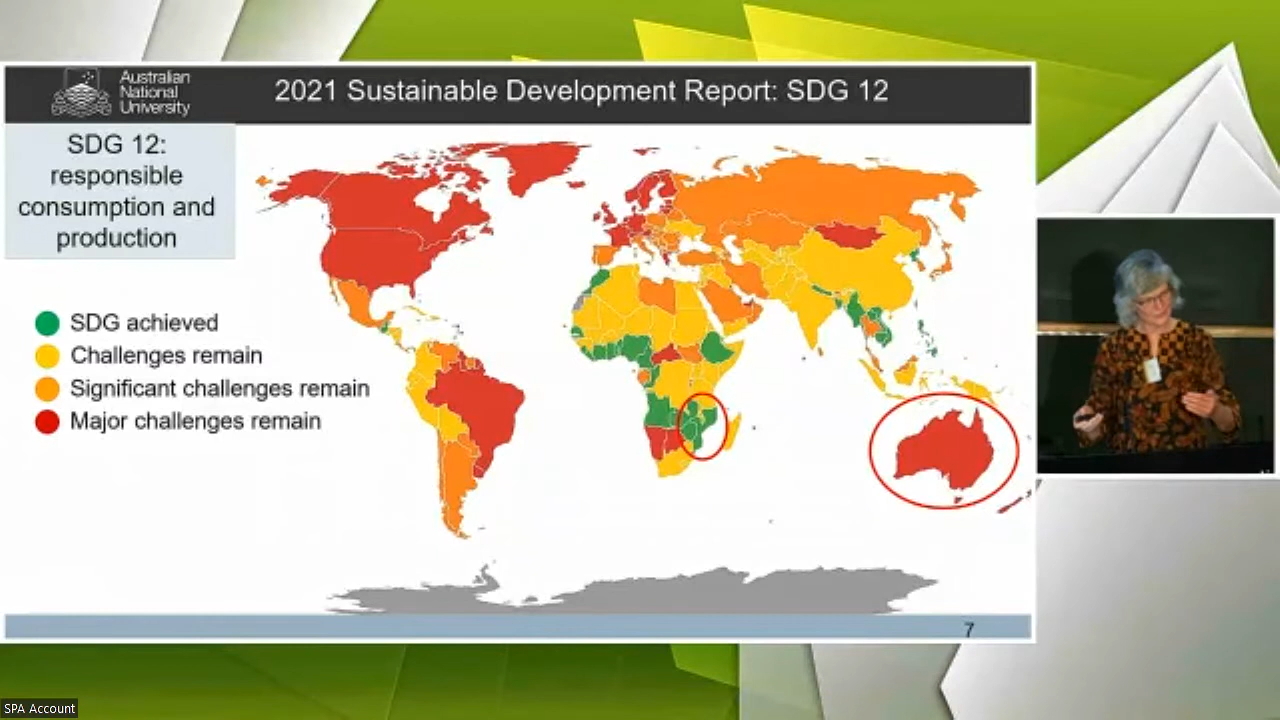 Australian
National
University
2021 Sustainable Development Report: SDG 12
SDG 12:
responsible
consumption and
production
SDG achieved
Challenges remain
Significant challenges remain
Major challenges remain
7
SPA Account